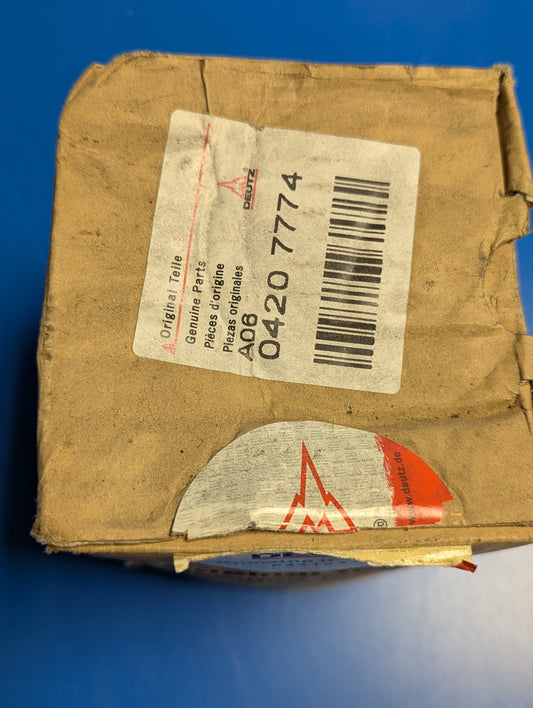 DEUTZ®
Original Teile
Genuine Parts
Pièces d'origine
Piezas originales
A06
0420 7774
®
www.deutz.de